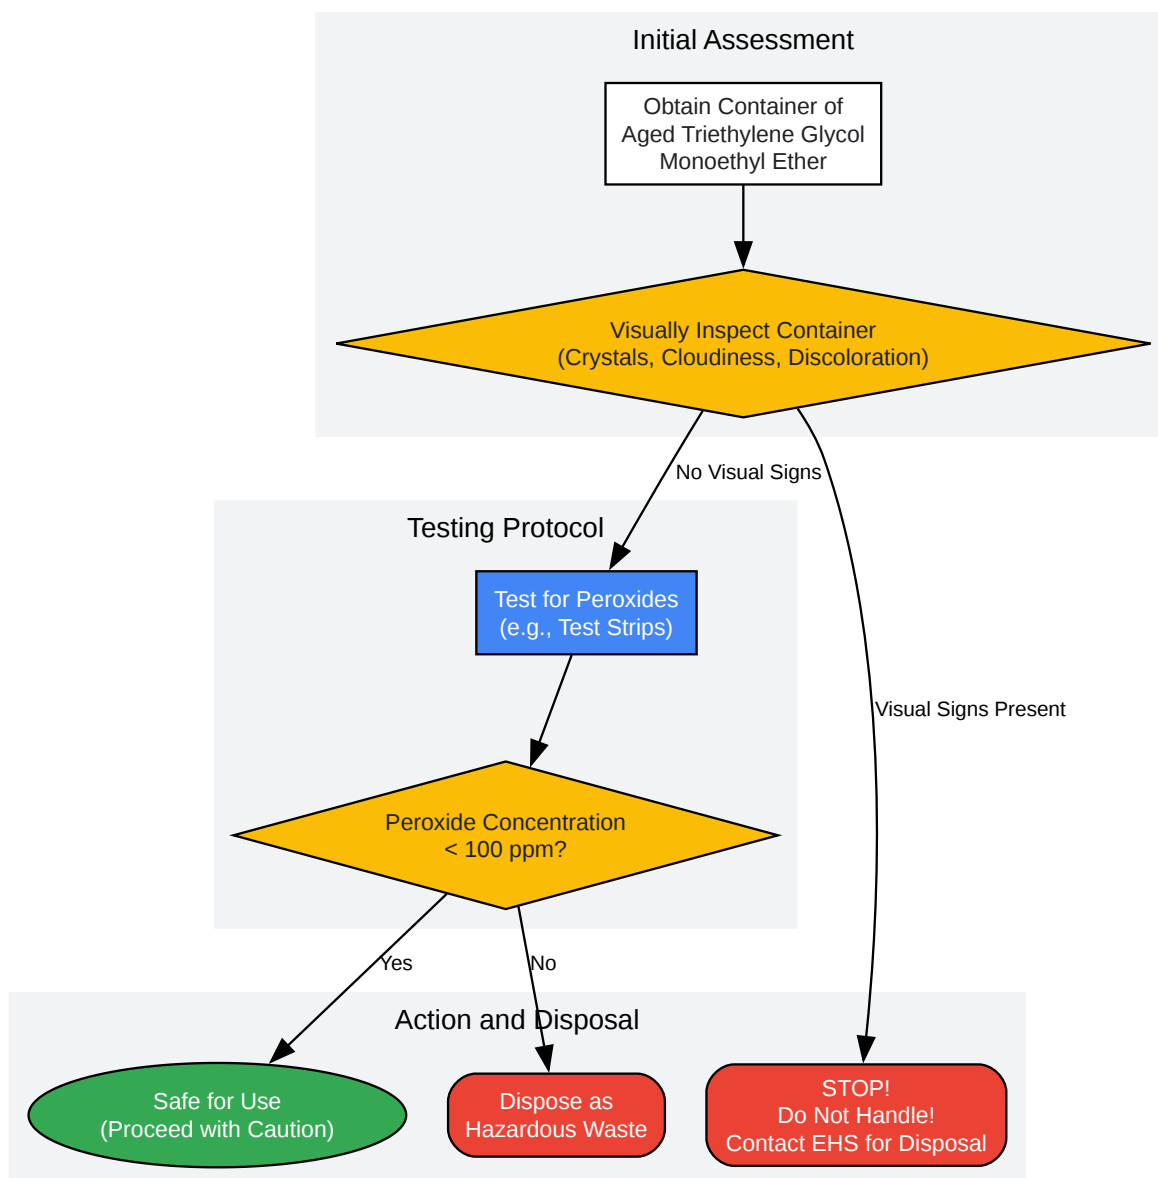 Initial Assessment
Obtain Container of
Aged Triethylene Glycol
Monoethyl Ether
Visually Inspect Container
(Crystals, Cloudiness, Discoloration)
No Visual Signs
Testing Protocol
Test for Peroxides
(e.g., Test Strips)
Visual Signs Present
Peroxide Concentration
< 100 ppm?
Yes
No
Action and Disposal
Safe for Use
(Proceed with Caution)
Dispose as
Hazardous Waste
STOP!
Do Not Handle!
Contact EHS for Disposal